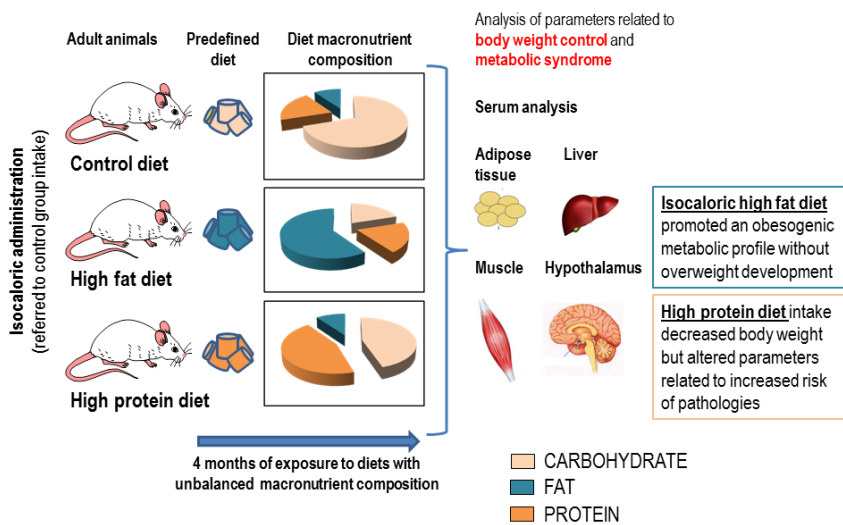 Adult animals
Predefined
diet
Diet macronutrient
composition
Analysis of parameters related to
body weight control and
metabolic syndrome
Isocaloric administration
(referred to control group intake)
Control diet
High fat diet
High protein diet
4 months of exposure to diets with
unbalanced macronutrient composition
Serum analysis
Adipose
tissue
Liver
Muscle
Hypothalamus
Isocaloric high fat diet
promoted an obesogenic
metabolic profile without
overweight development
High protein diet intake
decreased body weight
but altered parameters
related to increased risk
of pathologies
CARBOHYDRATE
FAT
PROTEIN